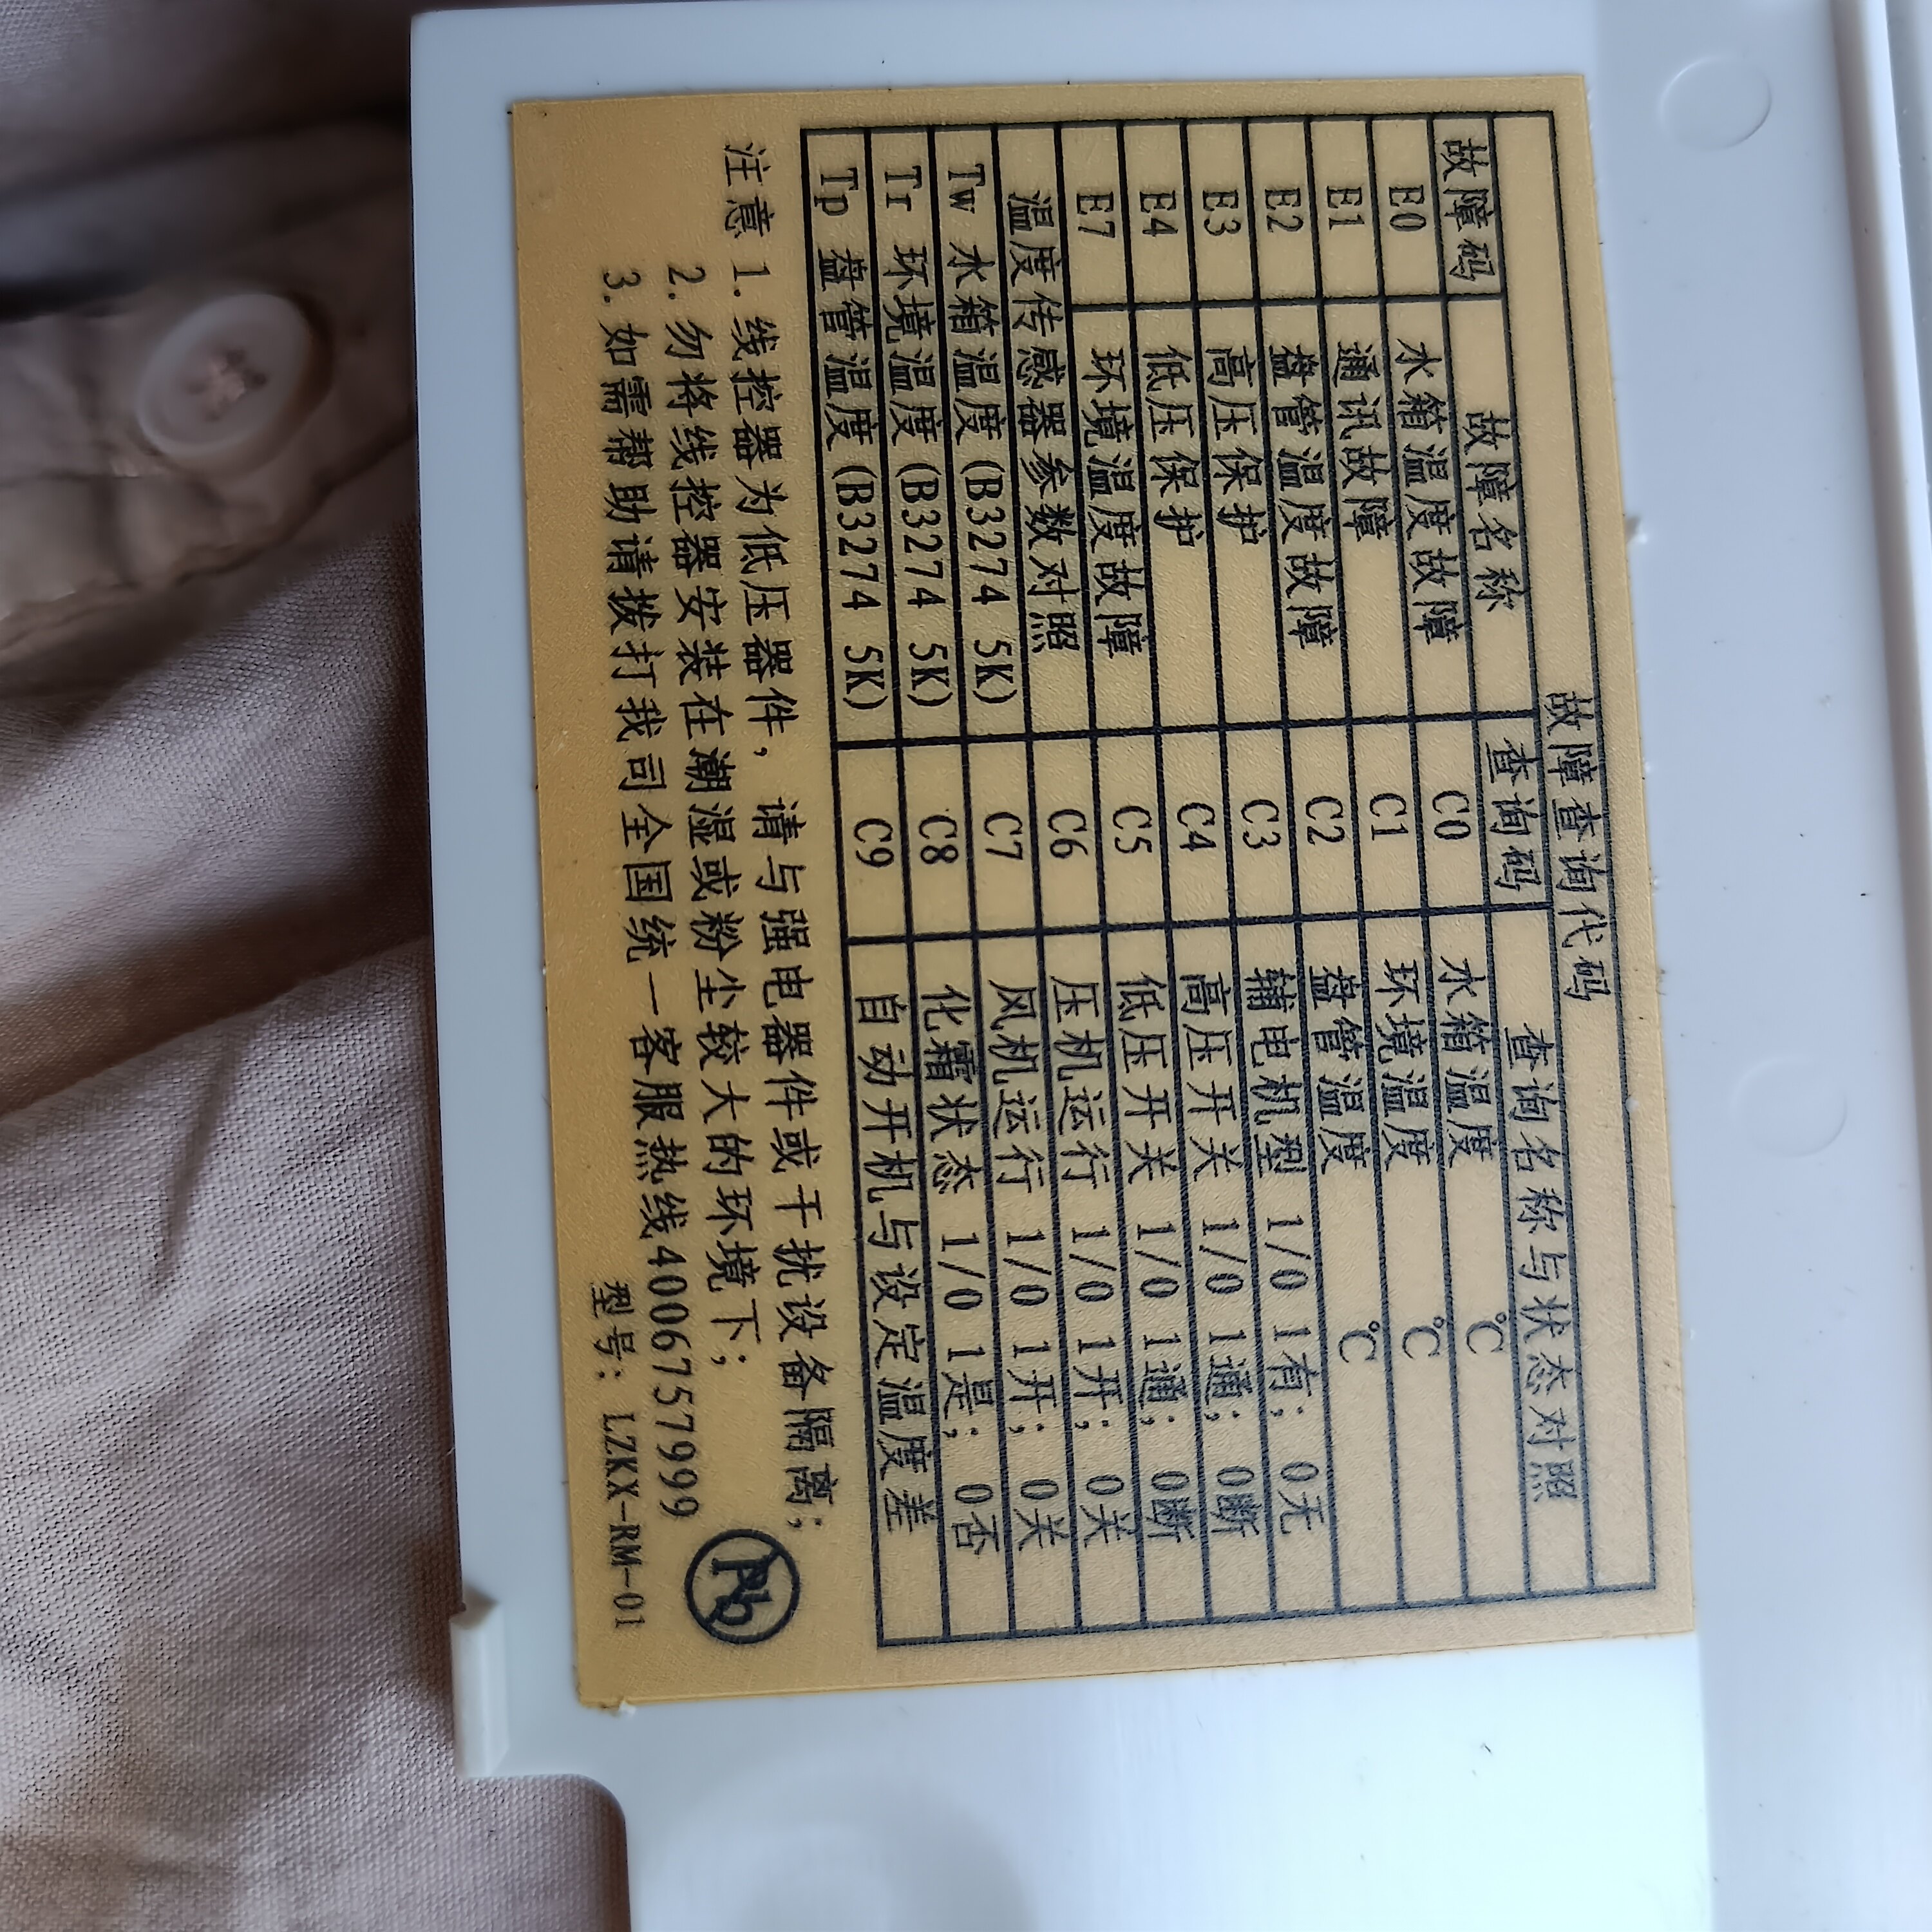 故障查询代码
故障码 故障名称 查询码 查询名称与状态对照
E0 水箱温度故障 C0 水箱温度 ℃
E1 通讯故障 C1 环境温度 ℃
E2 盘管温度故障 C2 盘管温度 ℃
E3 高压保护 C3 辅电机型 1/0 1有; 0无
E4 低压保护 C4 高压开关 1/0 1通; 0断
E7 环境温度故障 C5 低压开关 1/0 1通; 0断
温度传感器参数对照 C6 压机运行 1/0 1开; 0关
Tw 水箱温度(B3274 5K) C7 风机运行 1/0 1开; 0关
Tr 环境温度(B3274 5K) C8 化霜状态 1/0 1是; 0否
Tp 盘管温度(B3274 5K) C9 自动开机与设定温度差
注意 1.线控器为低压器件，请与强电器件或干扰设备隔离;
2.勿将线控器安装在潮湿或粉尘较大的环境下;
3.如需帮助请拨打我司全国统一客服热线4006757999
Pb
型号: LZKX-RM-01